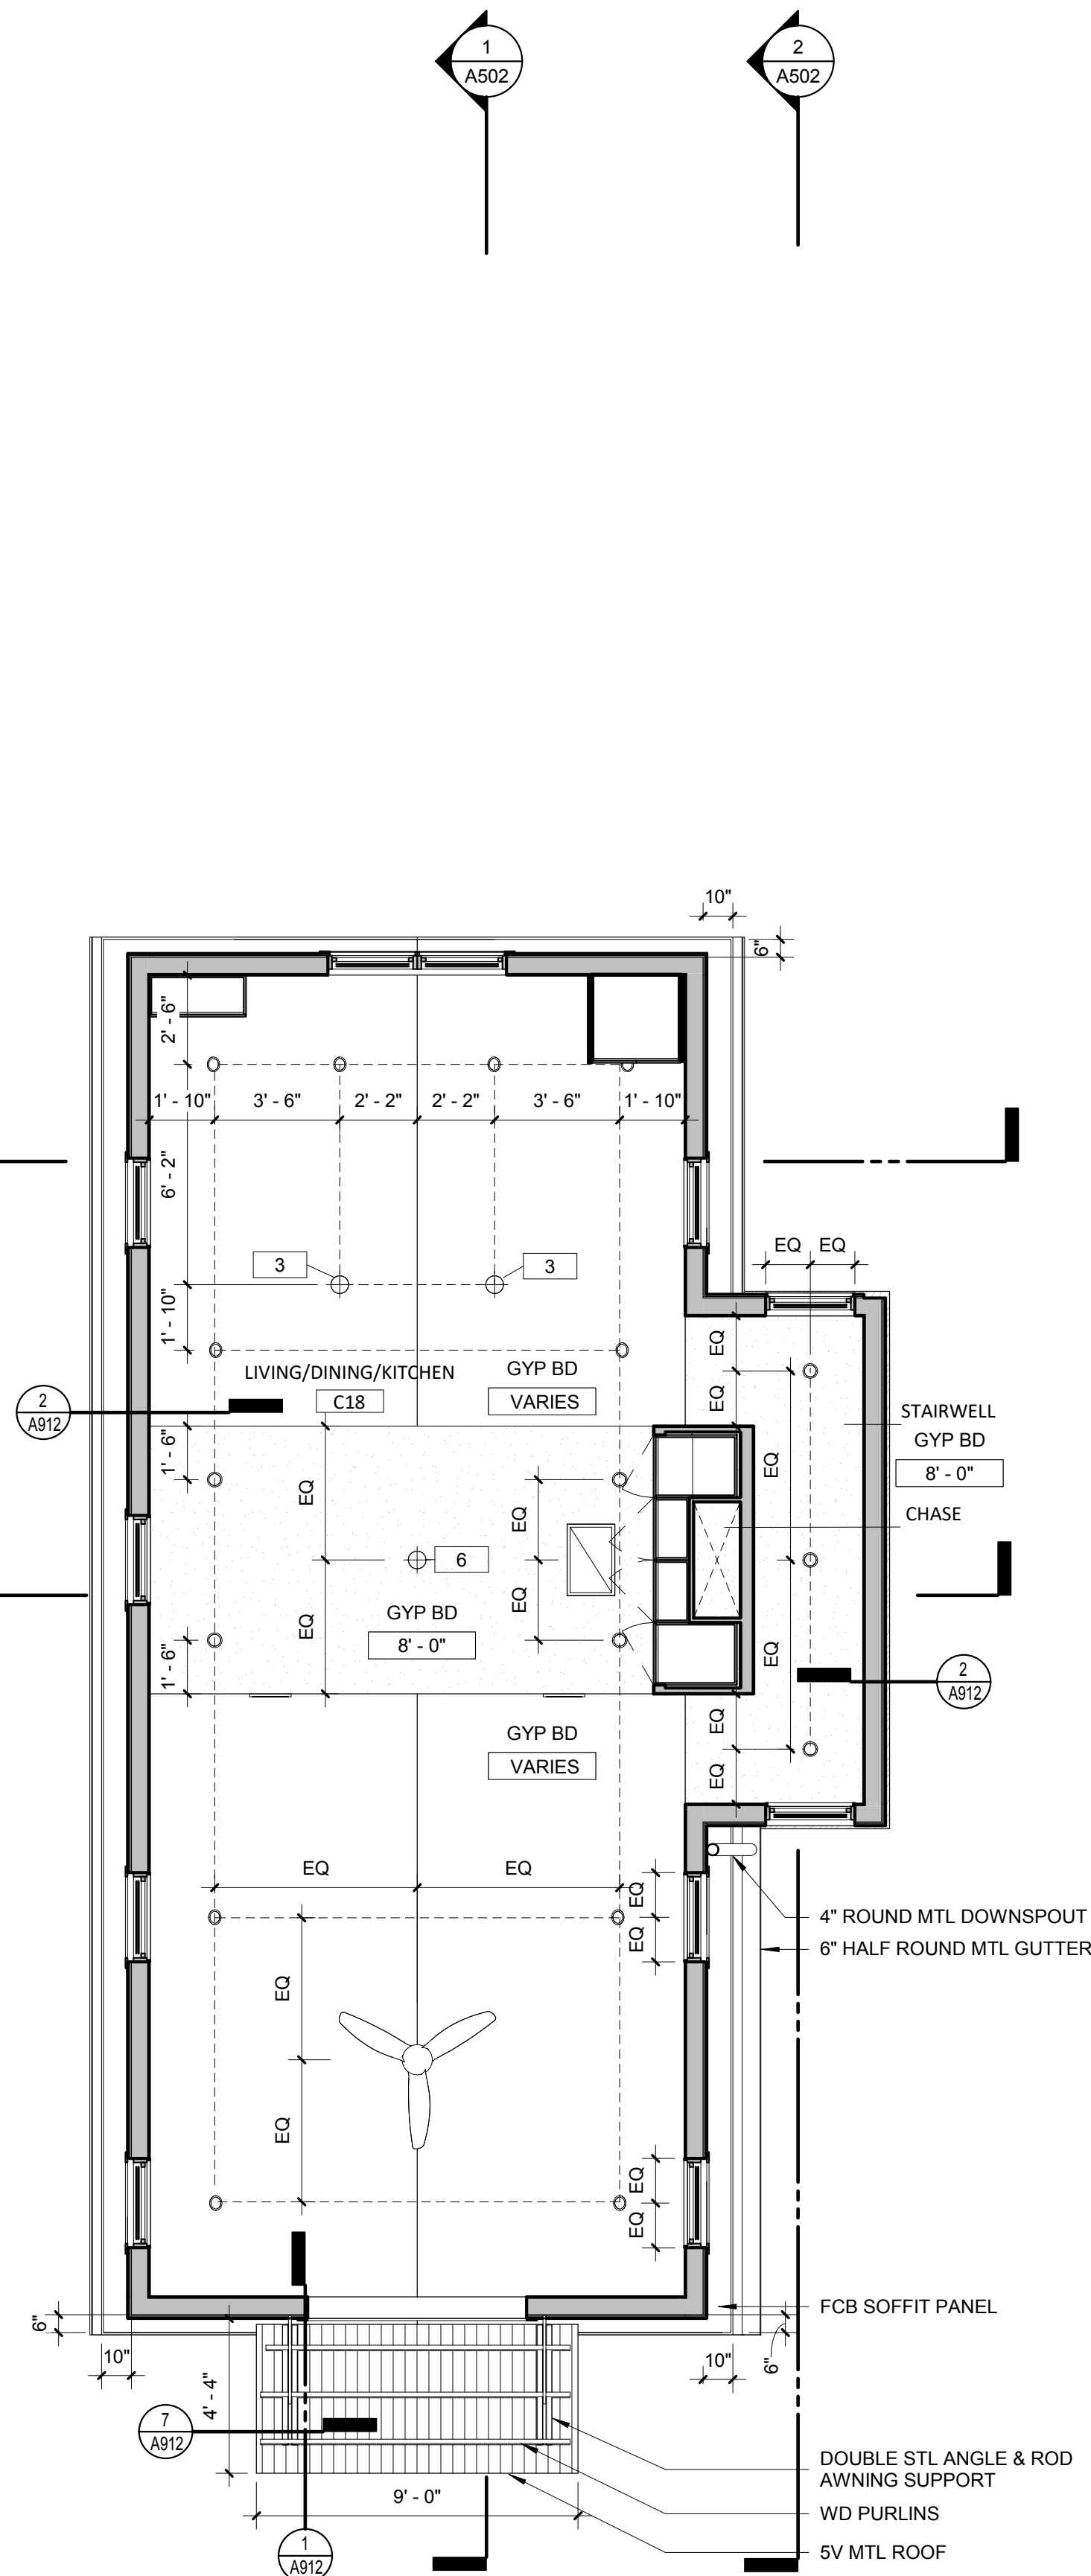 1
A502
2
A502
10"
6"
2' - 6"
1' - 10"
3' - 6"
2' - 2"
2' - 2"
3' - 6"
1' - 10"
6' - 2"
EQ
EQ
3
3
1' - 10"
EQ
LIVING/DINING/KITCHEN
C18
GYP BD
VARIES
2
A912
EQ
STAIRWELL
GYP BD
8' - 0"
1' - 6"
EQ
EQ
EQ
CHASE
6
EQ
EQ
GYP BD
8' - 0"
1' - 6"
EQ
2
A912
GYP BD
VARIES
EQ
EQ
EQ
EQ
EQ
EQ
4" ROUND MTL DOWNSPOUT
6" HALF ROUND MTL GUTTER
EQ
EQ
EQ
EQ
FCB SOFFIT PANEL
6"
10"
4' - 4"
10"
6"
7
A912
DOUBLE STL ANGLE & ROD
AWNING SUPPORT
9' - 0"
WD PURLINS
1
A912
5V MTL ROOF